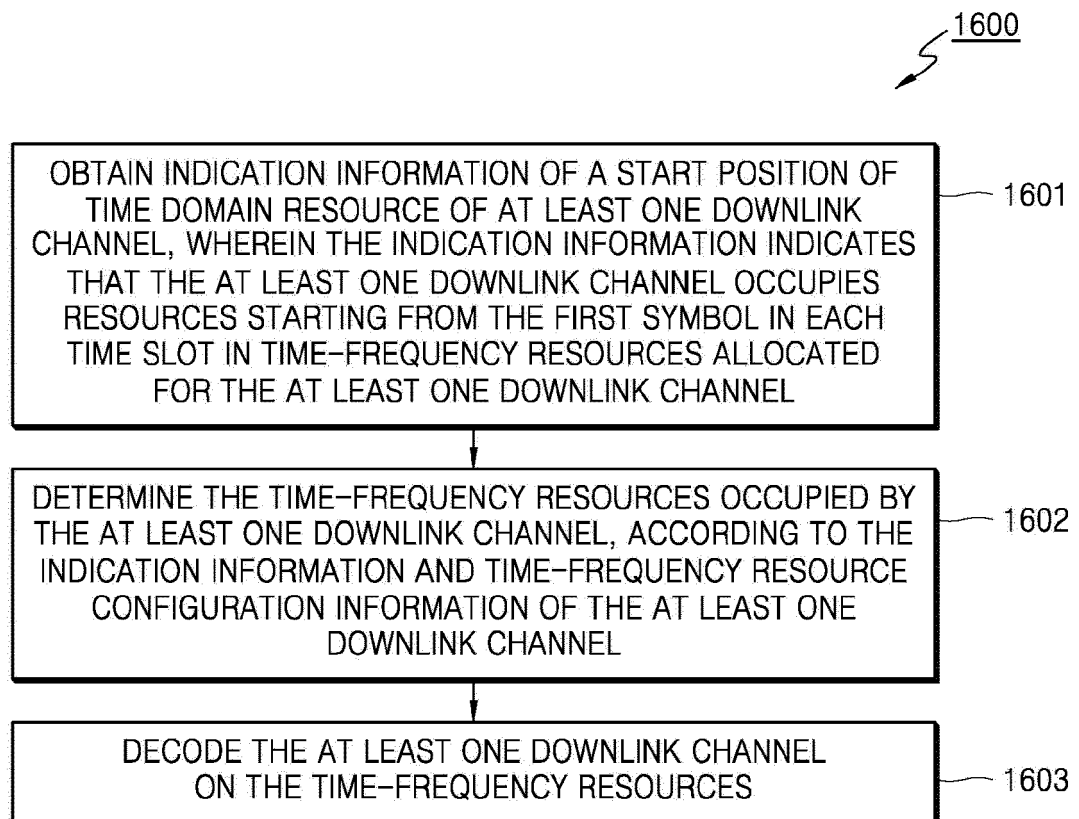 1600
OBTAIN INDICATION INFORMATION OF A START POSITION OF
TIME DOMAIN RESOURCE OF AT LEAST ONE DOWNLINK
CHANNEL, WHEREIN THE INDICATION INFORMATION INDICATES
THAT THE AT LEAST ONE DOWNLINK CHANNEL OCCUPIES
RESOURCES STARTING FROM THE FIRST SYMBOL IN EACH
TIME SLOT IN TIME-FREQUENCY RESOURCES ALLOCATED
FOR THE AT LEAST ONE DOWNLINK CHANNEL
1601
DETERMINE THE TIME-FREQUENCY RESOURCES OCCUPIED BY
THE AT LEAST ONE DOWNLINK CHANNEL, ACCORDING TO THE
INDICATION INFORMATION AND TIME-FREQUENCY RESOURCE
CONFIGURATION INFORMATION OF THE AT LEAST ONE
DOWNLINK CHANNEL
1602
DECODE THE AT LEAST ONE DOWNLINK CHANNEL
ON THE TIME-FREQUENCY RESOURCES
1603